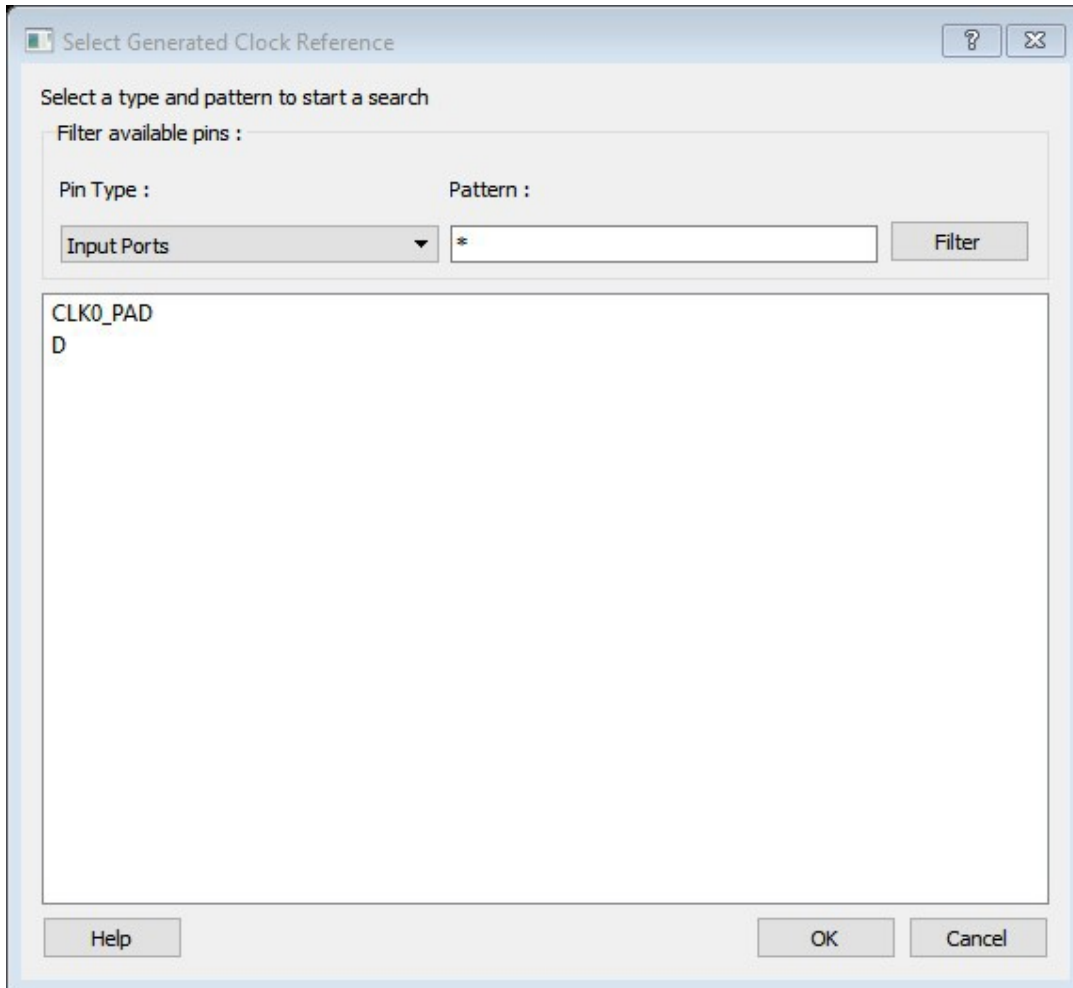 Select Generated Clock Reference
Select a type and pattern to start a search
Filter available pins :
Pin Type :
Pattern :
Input Ports
*
Filter
CLK0_PAD
D
Help
OK
Cancel